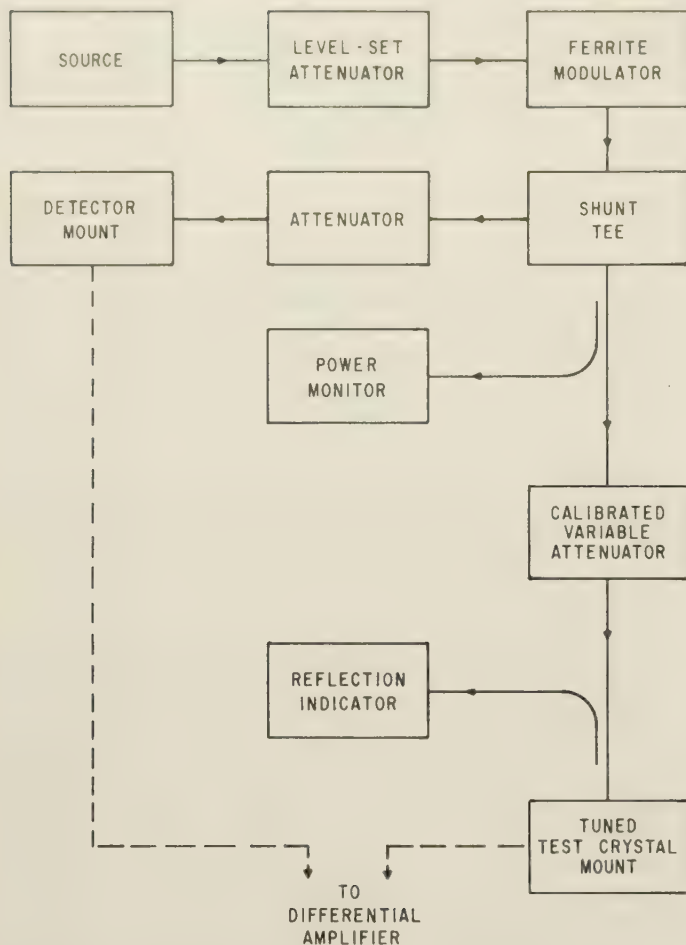 SOURCE
LEVEL-SET
ATTENUATOR
FERRITE
MODULATOR
DETECTOR
MOUNT
ATTENUATOR
SHUNT
TEE
POWER
MONITOR
CALIBRATED
VARIABLE
ATTENUATOR
REFLECTION
INDICATOR
TUNED
TEST CRYSTAL
MOUNT
TO
DIFFERENTIAL
AMPLIFIER